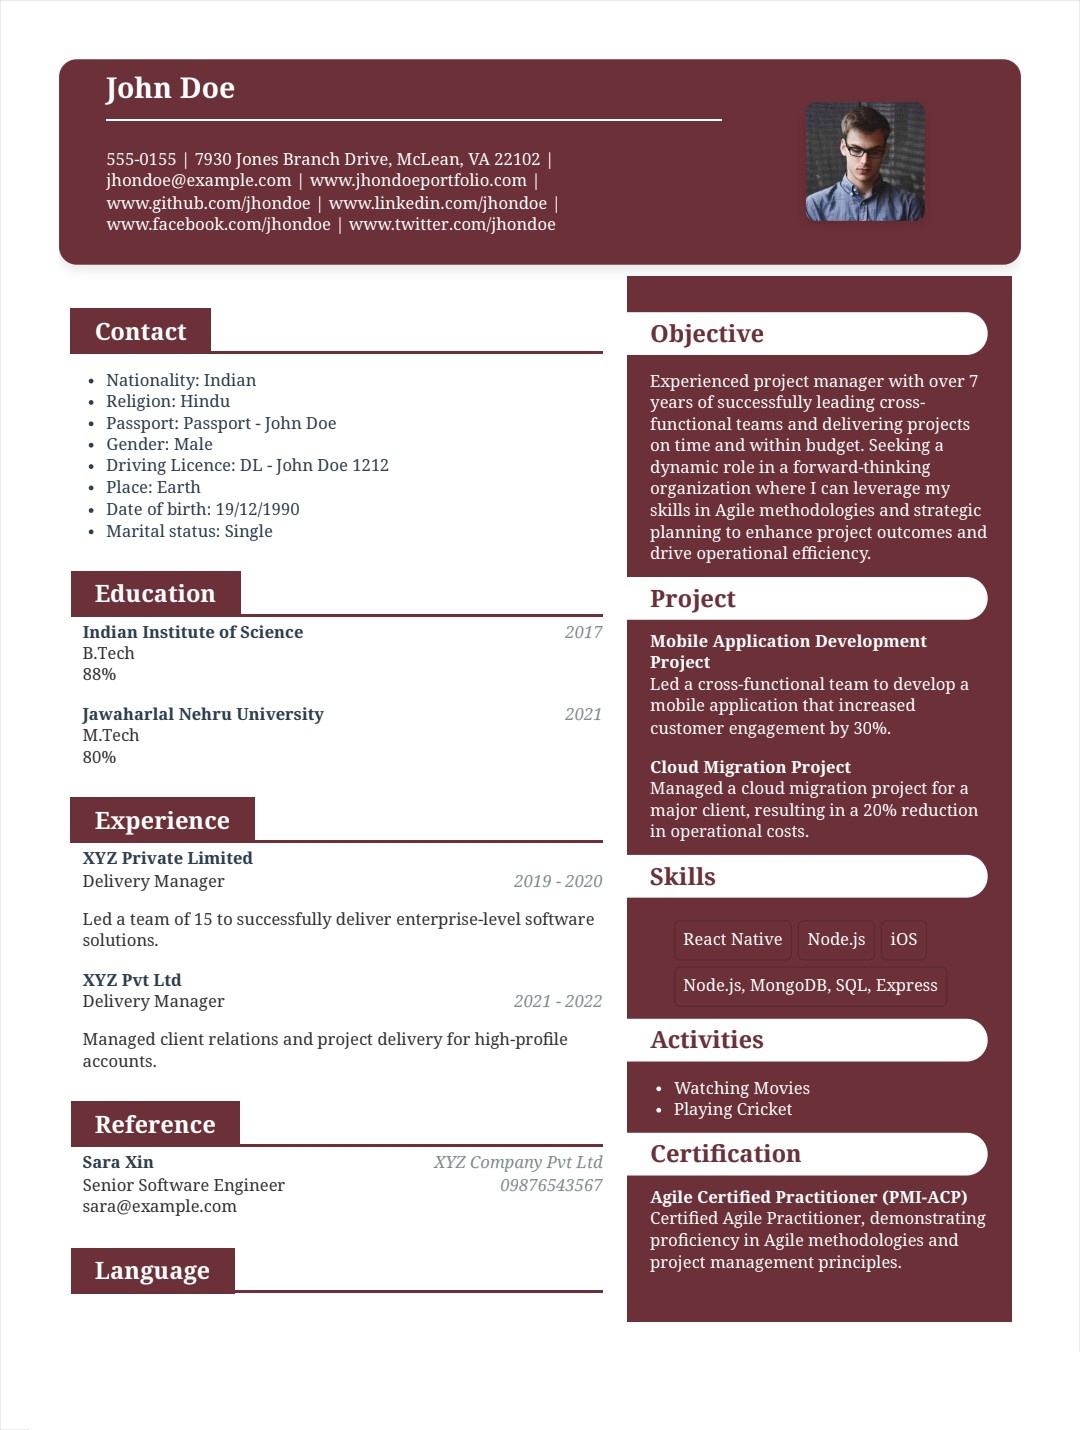 John Doe
555-0155 | 7930 Jones Branch Drive, McLean, VA 22102 |
jhondoe@example.com | www.jhondoeportfolio.com |
www.github.com/jhondoe | www.linkedin.com/jhondoe |
www.facebook.com/jhondoe | www.twitter.com/jhondoe
Contact
• Nationality: Indian
• Religion: Hindu
• Passport: Passport - John Doe
• Gender: Male
• Driving Licence: DL - John Doe 1212
• Place: Earth
• Date of birth: 19/12/1990
• Marital status: Single
Education
Indian Institute of Science 2017
B.Tech
88%
Jawaharlal Nehru University 2021
M.Tech
80%
Experience
XYZ Private Limited
Delivery Manager 2019 - 2020
Led a team of 15 to successfully deliver enterprise-level software
solutions.
XYZ Pvt Ltd
Delivery Manager 2021 - 2022
Managed client relations and project delivery for high-profile
accounts.
Reference
Sara Xin XYZ Company Pvt Ltd
Senior Software Engineer 09876543567
sara@example.com
Language
Objective
Experienced project manager with over 7
years of successfully leading cross-
functional teams and delivering projects
on time and within budget. Seeking a
dynamic role in a forward-thinking
organization where I can leverage my
skills in Agile methodologies and strategic
planning to enhance project outcomes and
drive operational efficiency.
Project
Mobile Application Development
Project
Led a cross-functional team to develop a
mobile application that increased
customer engagement by 30%.
Cloud Migration Project
Managed a cloud migration project for a
major client, resulting in a 20% reduction
in operational costs.
Skills
React Native Node.js iOS
Node.js, MongoDB, SQL, Express
Activities
• Watching Movies
• Playing Cricket
Certification
Agile Certified Practitioner (PMI-ACP)
Certified Agile Practitioner, demonstrating
proficiency in Agile methodologies and
project management principles.